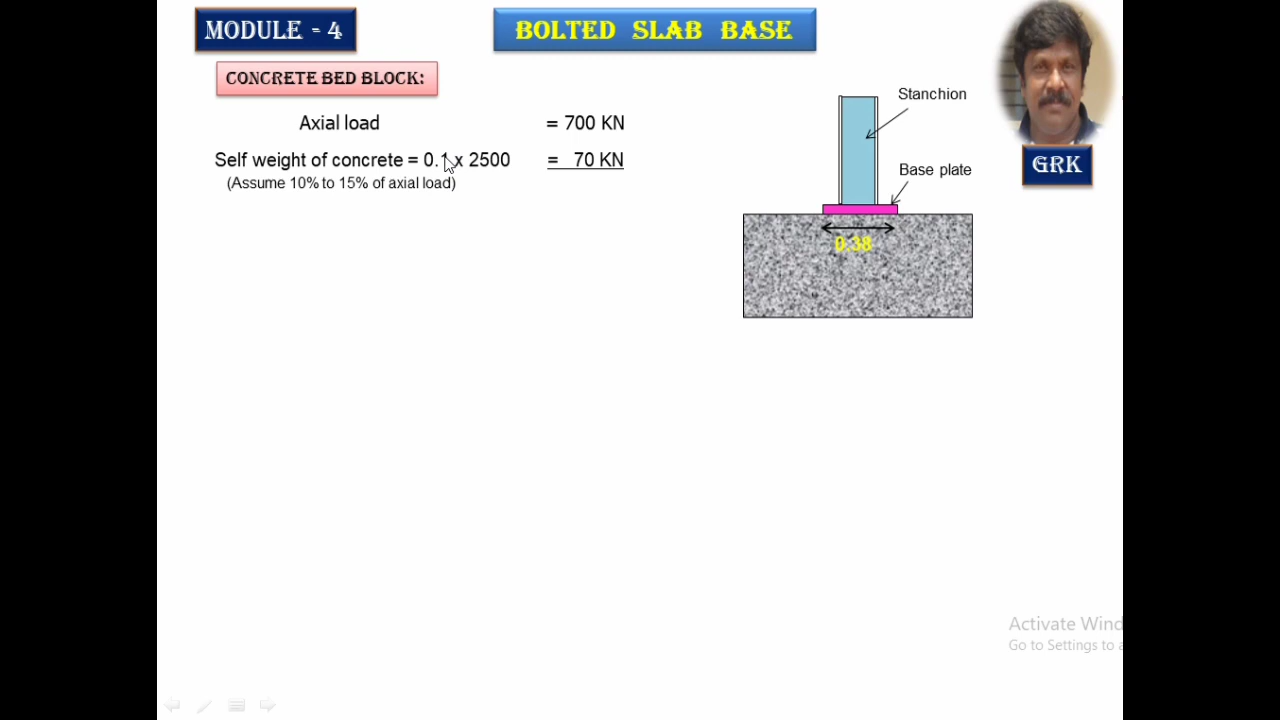 MODULE - 4
BOLTED SLAB BASE
CONCRETE BED BLOCK:
Axial load = 700 KN
Self weight of concrete = 0.1 x 2500 = 70 KN
(Assume 10% to 15% of axial load)
Stanchion
Base plate
0.38
GRK
Activate Wind
Go to Settings to a